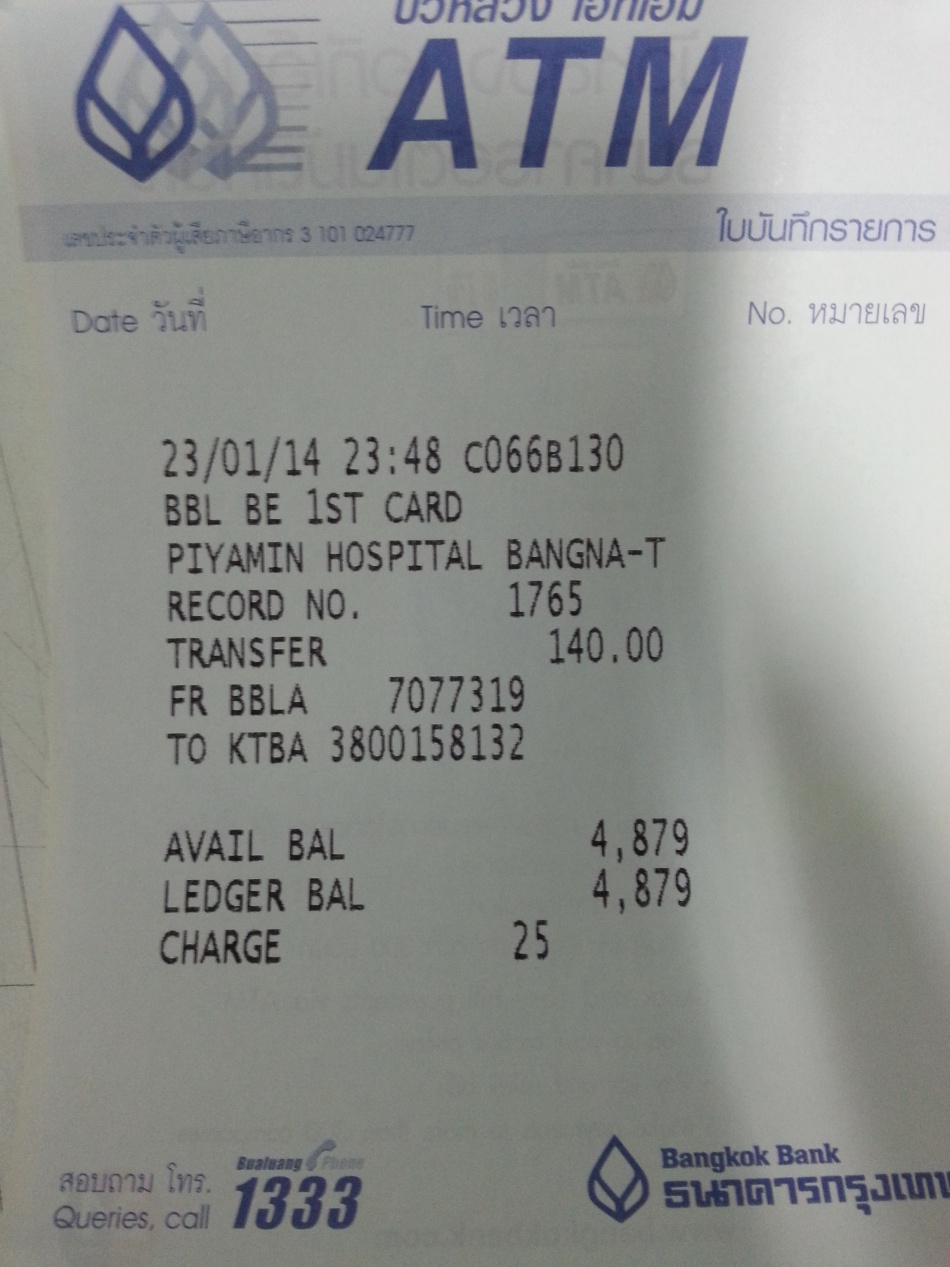 บัวหลวง เอทีเอ็ม
ATM
เลขประจำตัวผู้เสียภาษีอากร 3 101 024777
ใบบันทึกรายการ
Date วันที่ Time เวลา No. หมายเลข
23/01/14 23:48 C066B130
BBL BE 1ST CARD
PIYAMIN HOSPITAL BANGNA-T
RECORD NO. 1765
TRANSFER 140.00
FR BBLA 7077319
TO KTBA 3800158132
AVAIL BAL 4,879
LEDGER BAL 4,879
CHARGE 25
สอบถาม โทร.
Queries, call
Bualuang Phone
1333
Bangkok Bank
ธนาคารกรุงเทพ